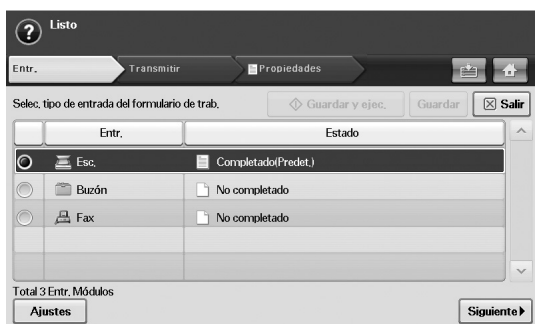 Listo
Entr. Transmitir Propiedades
Selec. tipo de entrada del formulario de trab. Guardar y ejec. Guardar Salir
Entr. Estado
Esc. Completado(Predet.)
Buzón No completado
Fax No completado
Total 3 Entr. Módulos
Ajustes Siguiente